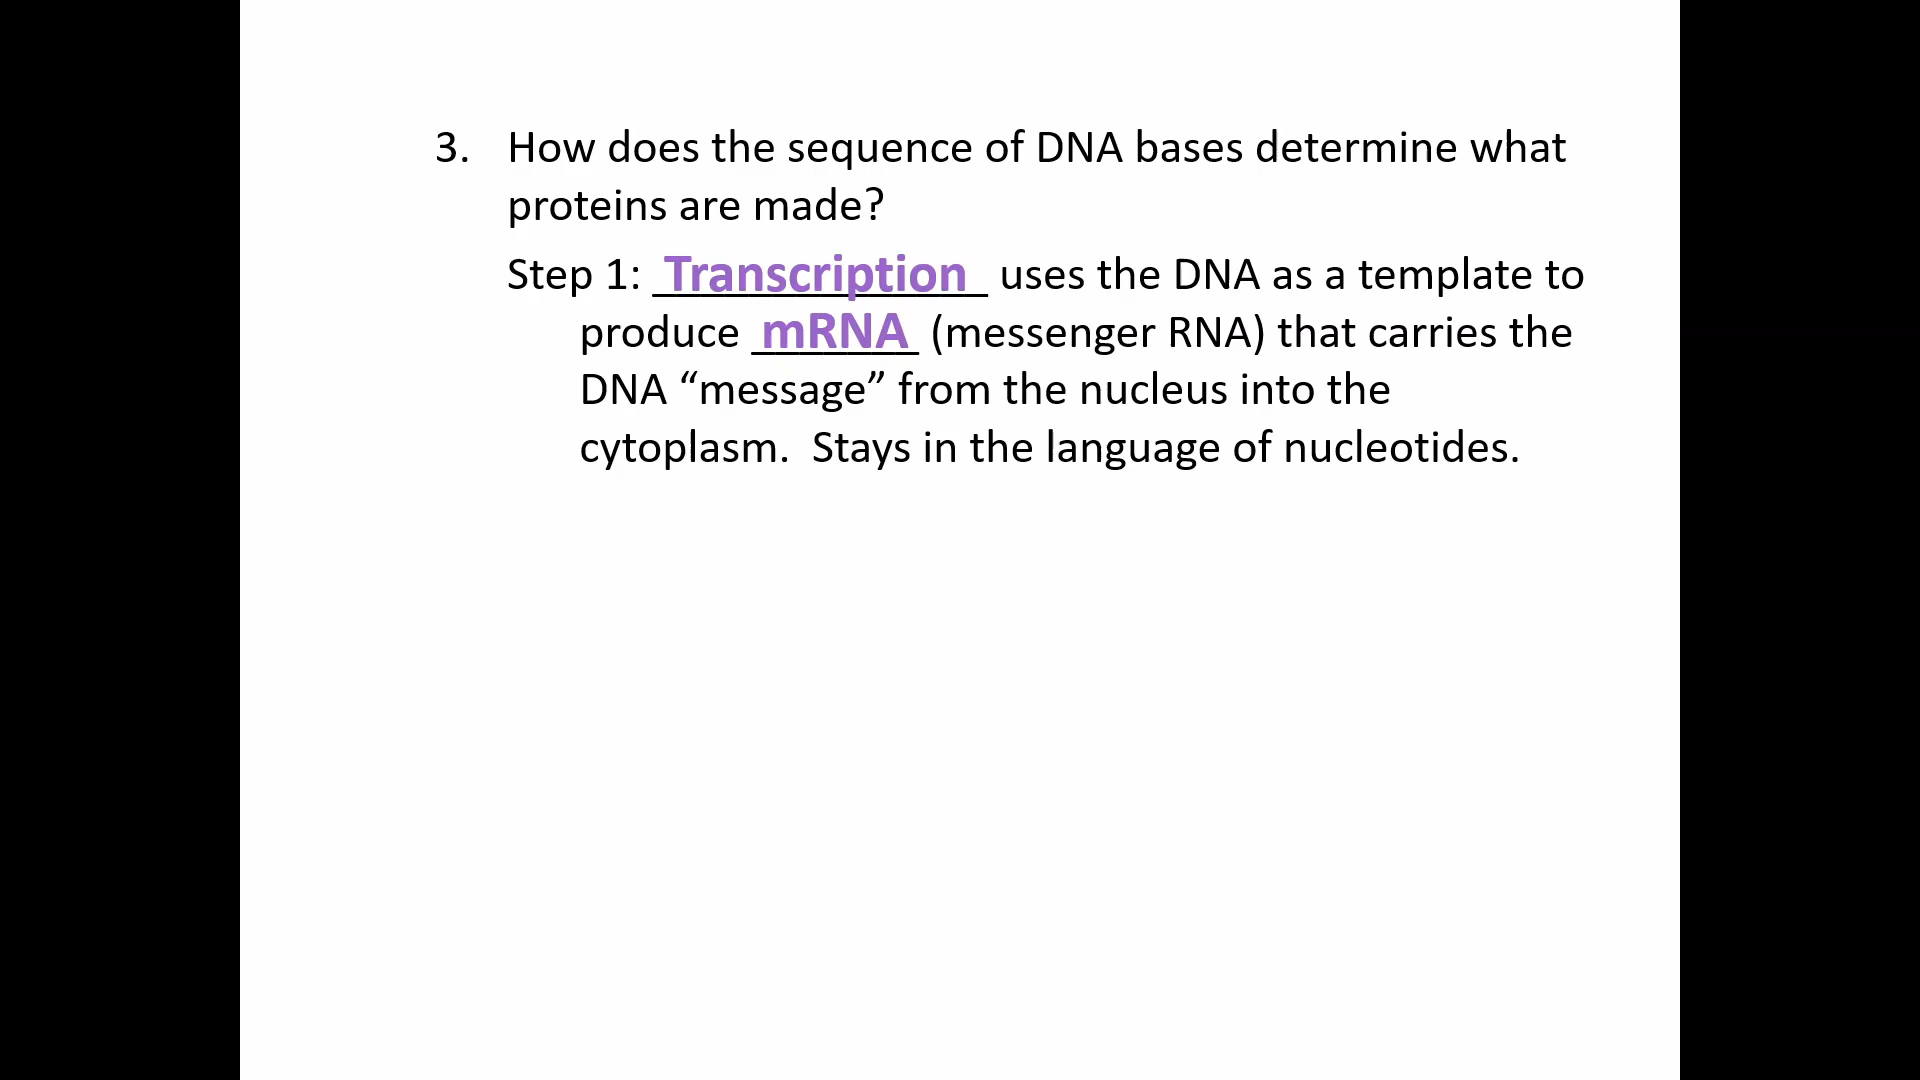 3. How does the sequence of DNA bases determine what
proteins are made?
Step 1: Transcription uses the DNA as a template to
produce mRNA (messenger RNA) that carries the
DNA “message” from the nucleus into the
cytoplasm.  Stays in the language of nucleotides.